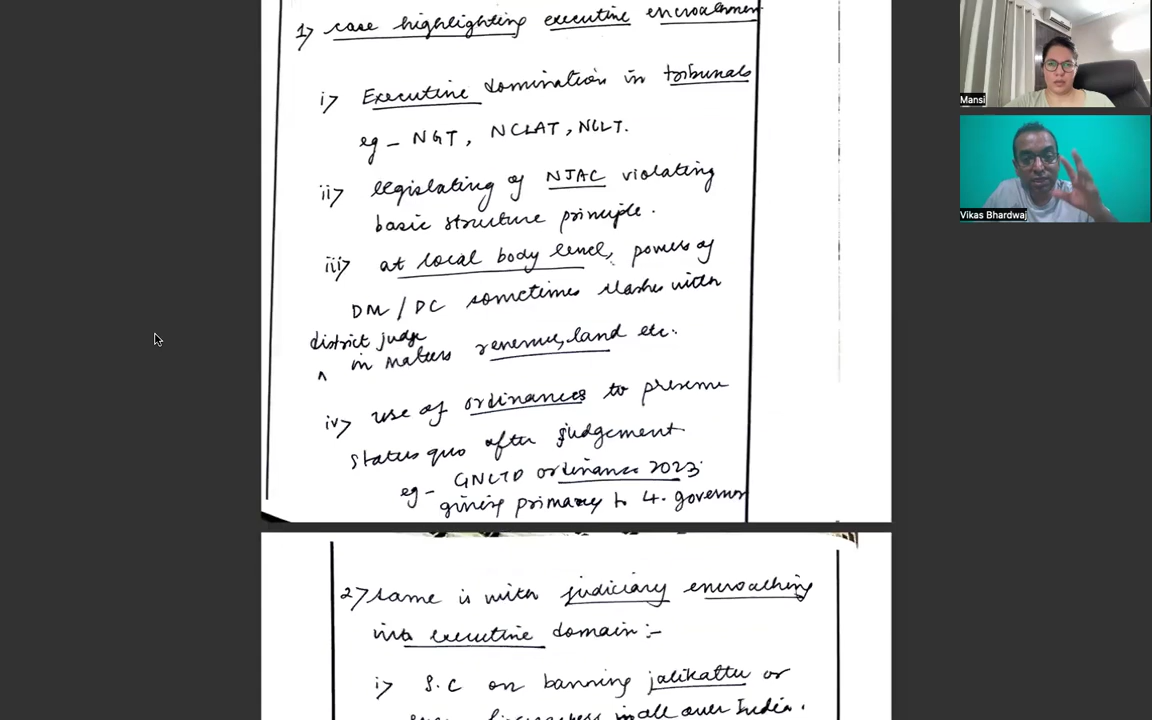 1) case highlighting executive encroachment
i) Executive domination in tribunals
eg - NGT, NCLAT, NCLT.
ii) legislating of NJAC violating
basic structure principle.
iii) at local body level, powers of
DM / DC sometimes clashes with
district judge
^ in matters revenue, land etc.
iv) use of ordinances to preserve
status quo after judgement
eg - GNCTD ordinance 2023
giving primacy to L. governor
2) same is with judiciary encroaching
into executive domain:-
i) S.C on banning jalikattu or
in all over India.
Mansi
Vikas Bhardwaj